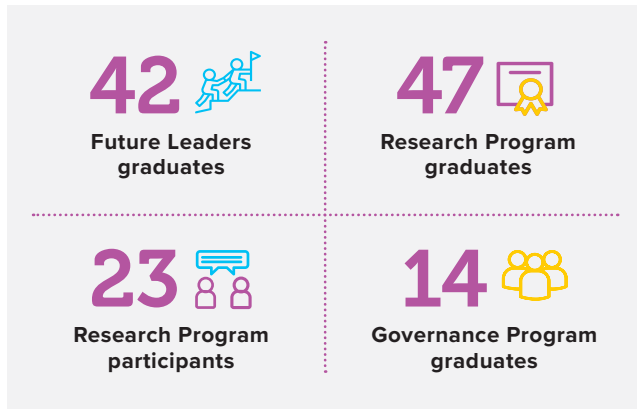 42
Future Leaders
graduates
47
Research Program
graduates
23
Research Program
participants
14
Governance Program
graduates